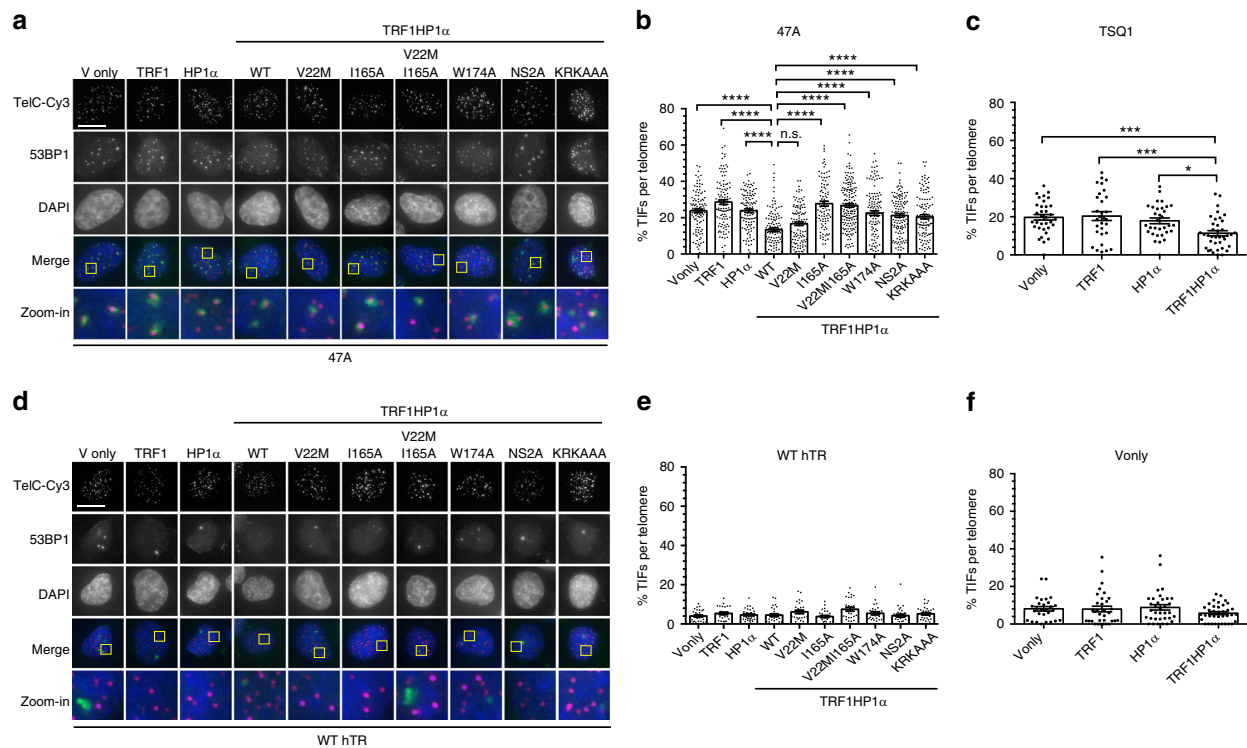 a
TRF1HP1α
V22M
V only TRF1 HP1α WT V22M I165A I165A W174A NS2A KRKAAA
TelC-Cy3
53BP1
DAPI
Merge
Zoom-in
47A
b
47A
****
****
****
****
**** **** ****
**** n.s.
% TIFs per telomere
80
60
40
20
0
Vonly TRF1 HP1α WT V22M I165A V22MI165A W174A NS2A KRKAAA
TRF1HP1α
c
TSQ1
***
***
*
% TIFs per telomere
80
60
40
20
0
Vonly TRF1 HP1α TRF1HP1α
d
TRF1HP1α
V22M
V only TRF1 HP1α WT V22M I165A I165A W174A NS2A KRKAAA
TelC-Cy3
53BP1
DAPI
Merge
Zoom-in
WT hTR
e
WT hTR
% TIFs per telomere
80
60
40
20
0
Vonly TRF1 HP1α WT V22M I165A V22MI165A W174A NS2A KRKAAA
TRF1HP1α
f
Vonly
% TIFs per telomere
80
60
40
20
0
Vonly TRF1 HP1α TRF1HP1α